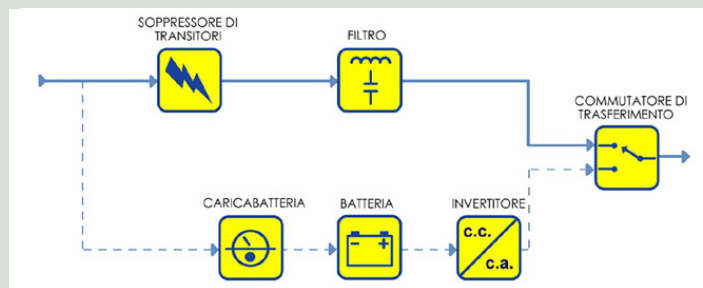 SOPPRESSORE DI
TRANSITORI
FILTRO
COMMUTATORE DI
TRASFERIMENTO
CARICABATTERIA
BATTERIA
INVERTITORE
- +
c.c.
c.a.